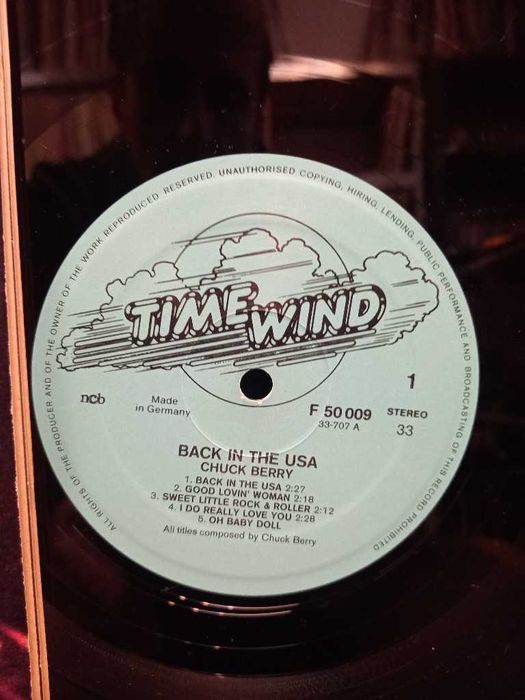 ALL RIGHTS OF THE PRODUCER AND OF THE OWNER OF THE WORK REPRODUCED RESERVED. UNAUTHORISED COPYING, HIRING, LENDING, PUBLIC PERFORMANCE AND BROADCASTING OF THIS RECORD PROHIBITED
TIMEWIND
1
ncb
Made
in Germany
F 50 009
33-707 A
STEREO
33
BACK IN THE USA
CHUCK BERRY
1. BACK IN THE USA 2:27
2. GOOD LOVIN' WOMAN 2:18
3. SWEET LITTLE ROCK & ROLLER 2:12
4. I DO REALLY LOVE YOU 2:28
5. OH BABY DOLL
All titles composed by Chuck Berry